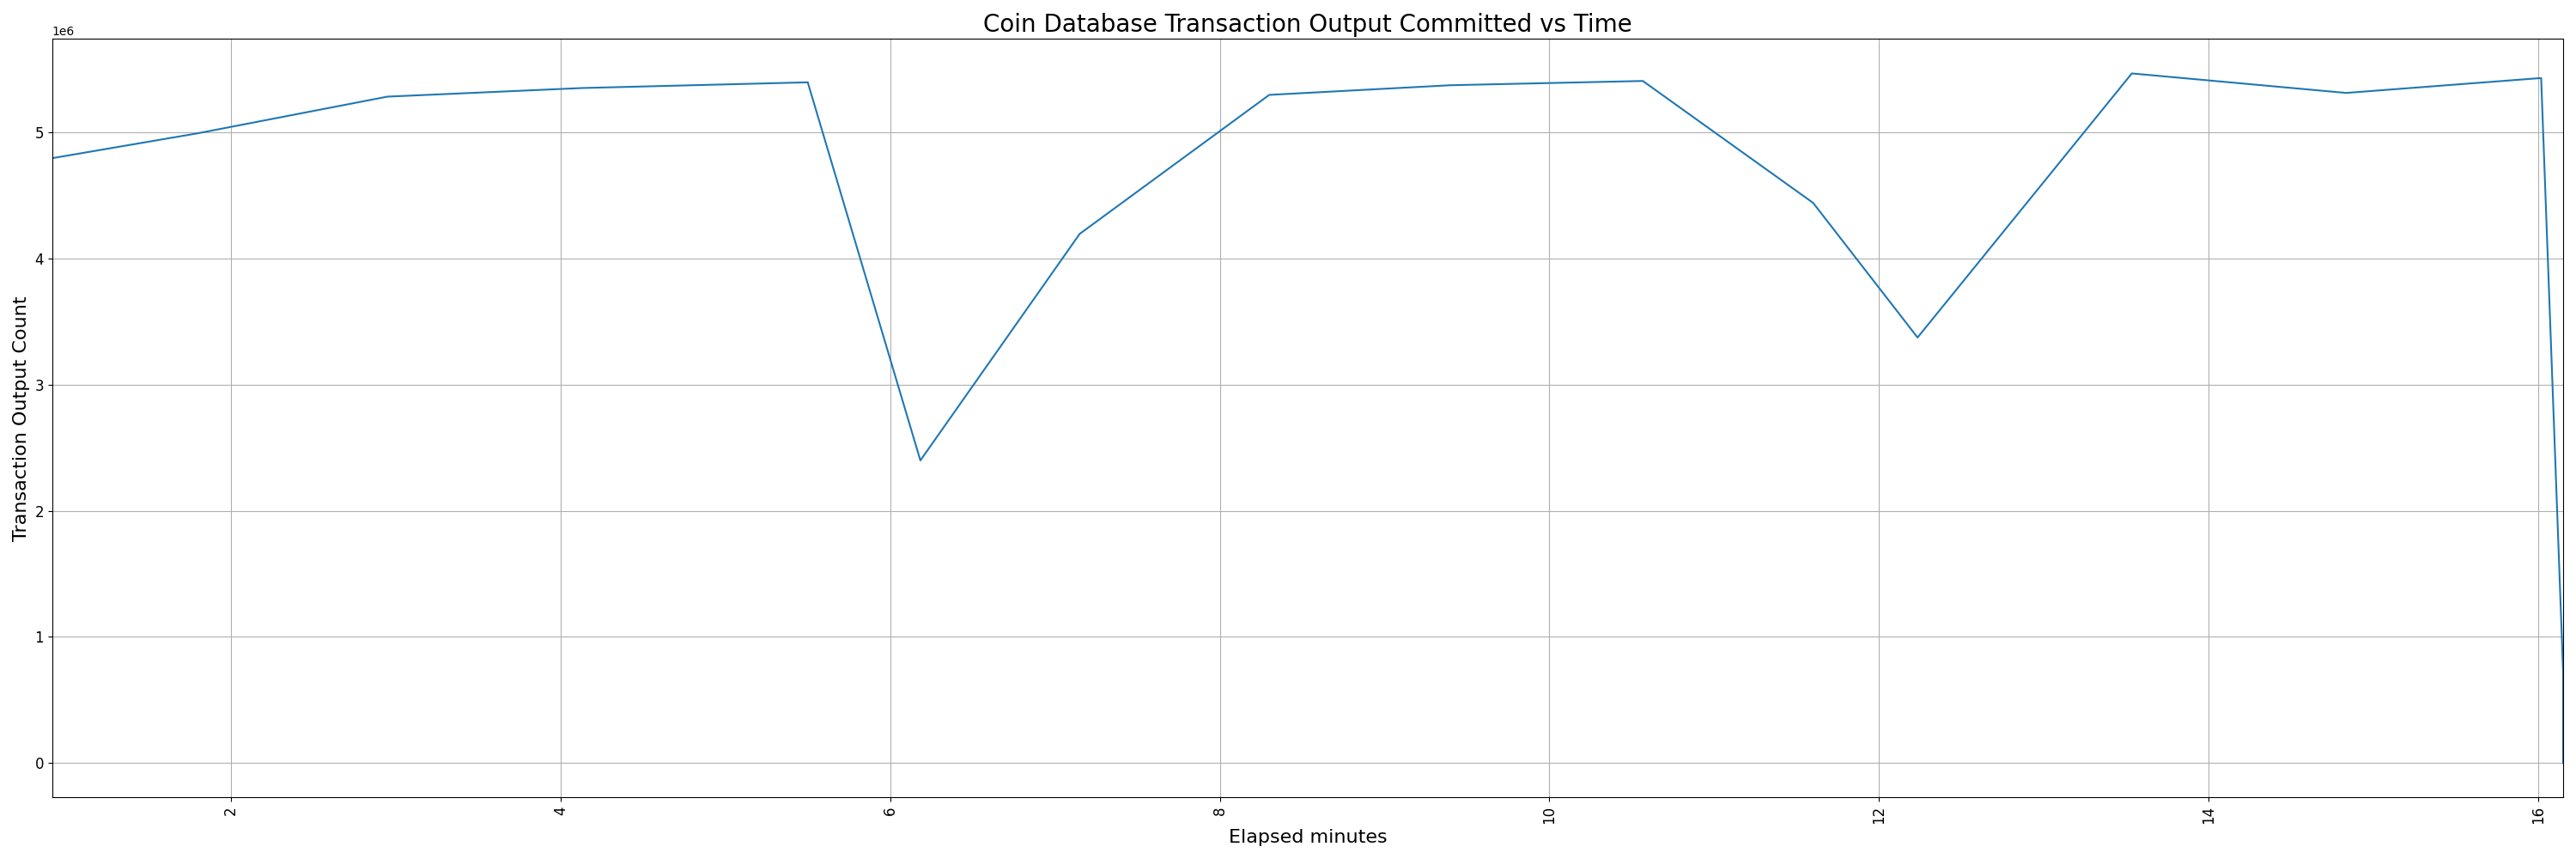 Coin Database Transaction Output Committed vs Time
1e6
5
4
3
2
1
0
Transaction Output Count
2 4 6 8 10 12 14 16
Elapsed minutes